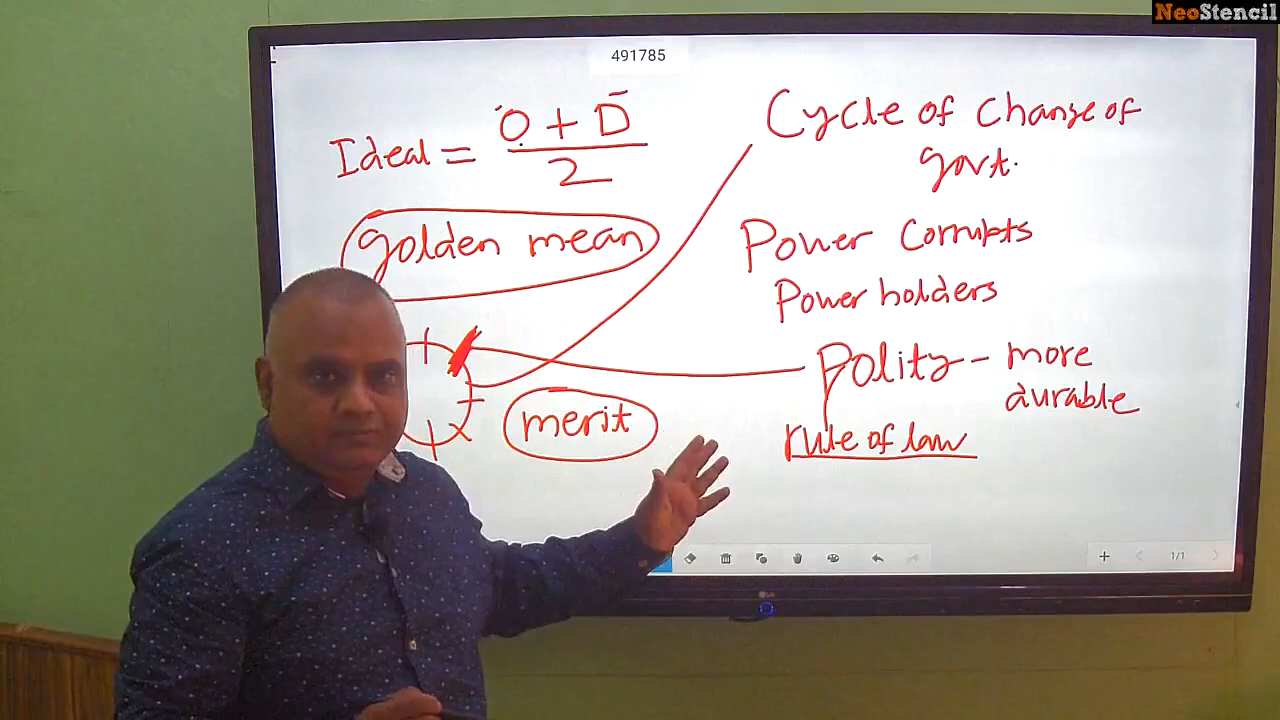 NeoStencil
491785
Ideal = O + D
2
golden mean
merit
Cycle of change of
govt.
Power Corrupts
Power holders
Polity - more
durable
rule of law
1/1
LG